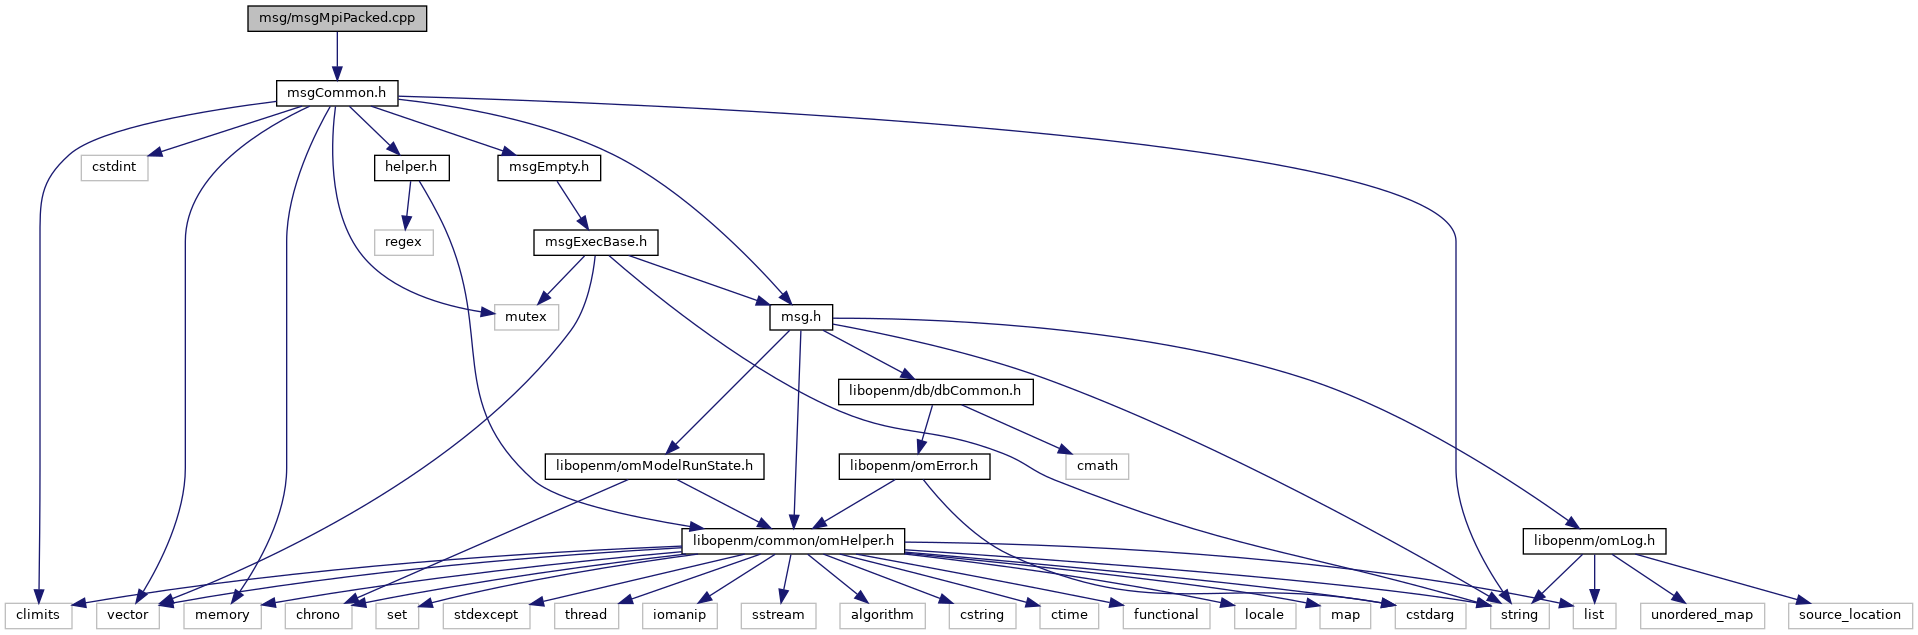 msg/msgMpiPacked.cpp
msgCommon.h
cstdint
helper.h
msgEmpty.h
regex
msgExecBase.h
mutex
msg.h
libopenm/db/dbCommon.h
libopenm/omModelRunState.h
libopenm/omError.h
cmath
libopenm/common/omHelper.h
libopenm/omLog.h
climits
vector
memory
chrono
set
stdexcept
thread
iomanip
sstream
algorithm
cstring
ctime
functional
locale
map
cstdarg
string
list
unordered_map
source_location